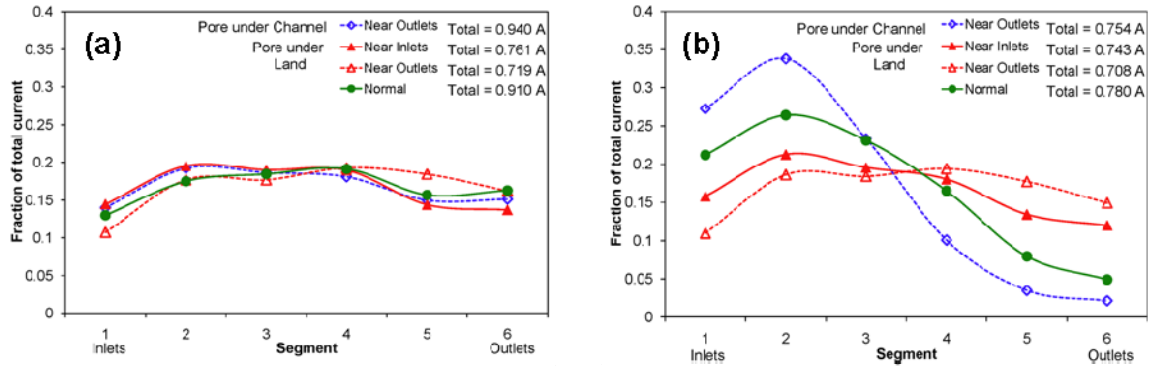 (a)
Pore under Channel
Pore under
Land
Near Outlets Total = 0.940 A
Near Inlets Total = 0.761 A
Near Outlets Total = 0.719 A
Normal Total = 0.910 A
Fraction of total current
0.4
0.35
0.3
0.25
0.2
0.15
0.1
0.05
0
1 2 3 4 5 6
Inlets Segment Outlets
(b)
Pore under Channel
Pore under
Land
Near Outlets Total = 0.754 A
Near Inlets Total = 0.743 A
Near Outlets Total = 0.708 A
Normal Total = 0.780 A
Fraction of total current
0.4
0.35
0.3
0.25
0.2
0.15
0.1
0.05
0
1 2 3 4 5 6
Inlets Segment Outlets